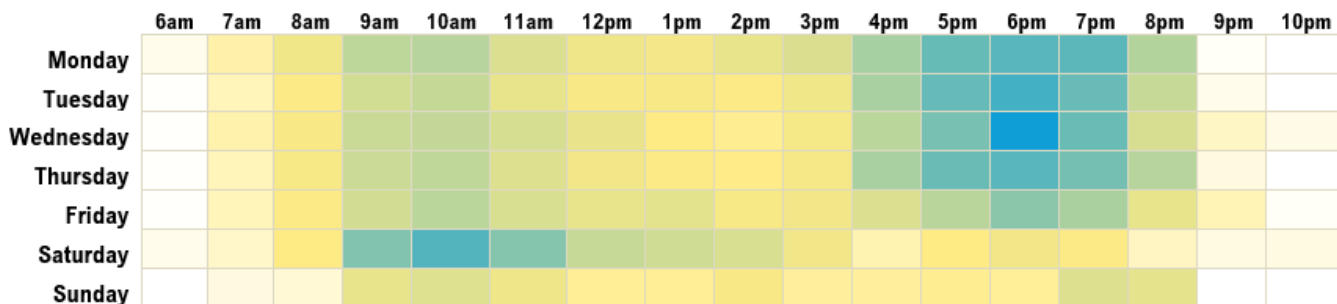 6am 7am 8am 9am 10am 11am 12pm 1pm 2pm 3pm 4pm 5pm 6pm 7pm 8pm 9pm 10pm
Monday
Tuesday
Wednesday
Thursday
Friday
Saturday
Sunday